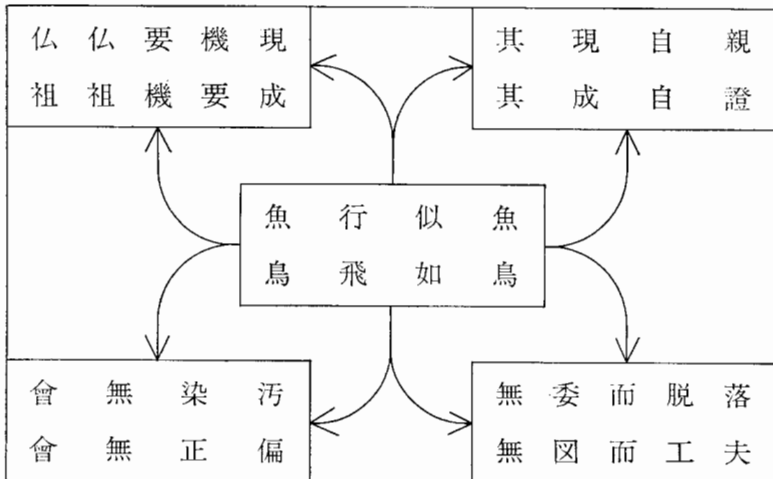 仏仏要機現
祖祖機要成
其現自親
其成自證
魚行似魚
鳥飛如鳥
會無染汚
會無正偏
無委而脱落
無図而工夫